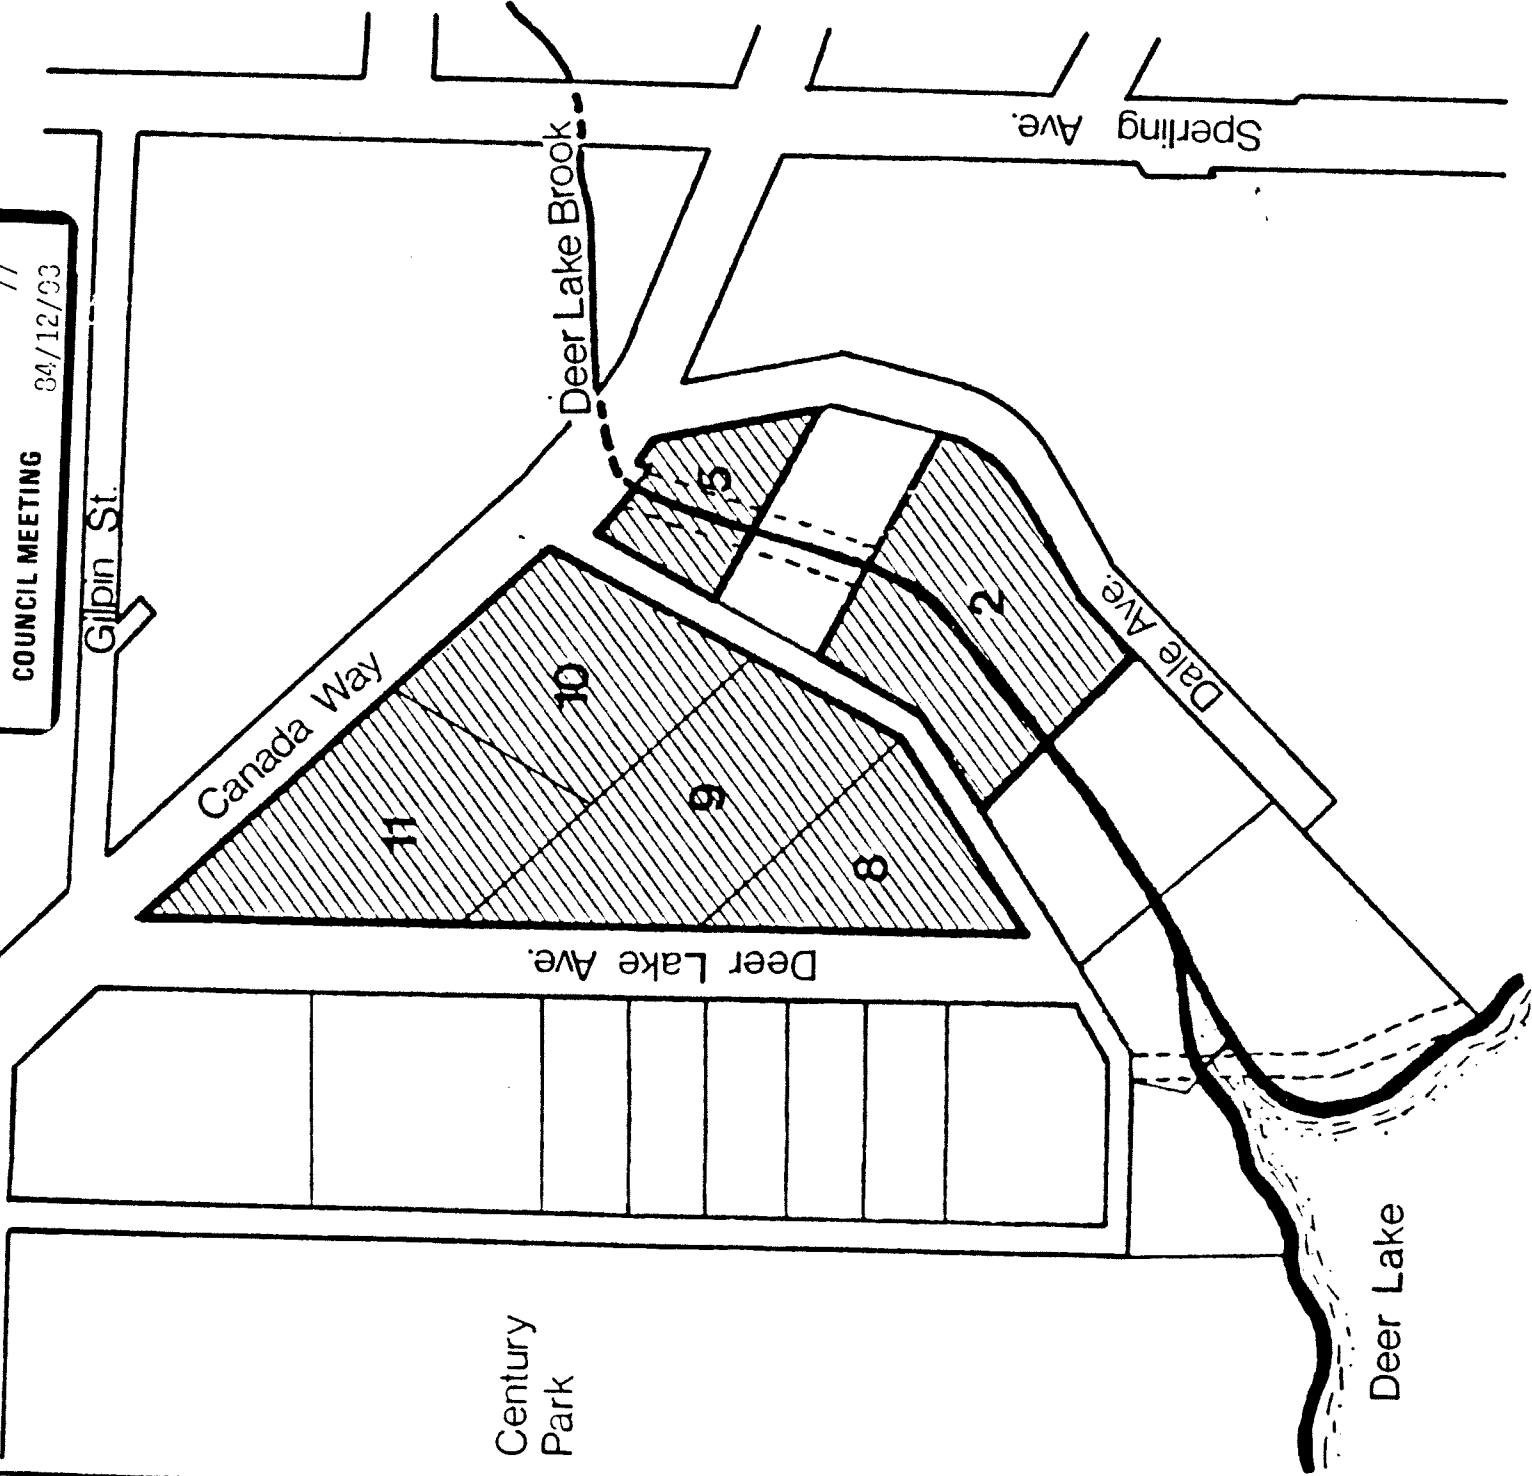 COUNCIL MEETING 84/12/03
Gilpin St.
Canada Way
Deer Lake Brook
Sperling Ave.
5
2
10
11
9
8
Dale Ave.
Deer Lake Ave.
Century
Park
Deer Lake